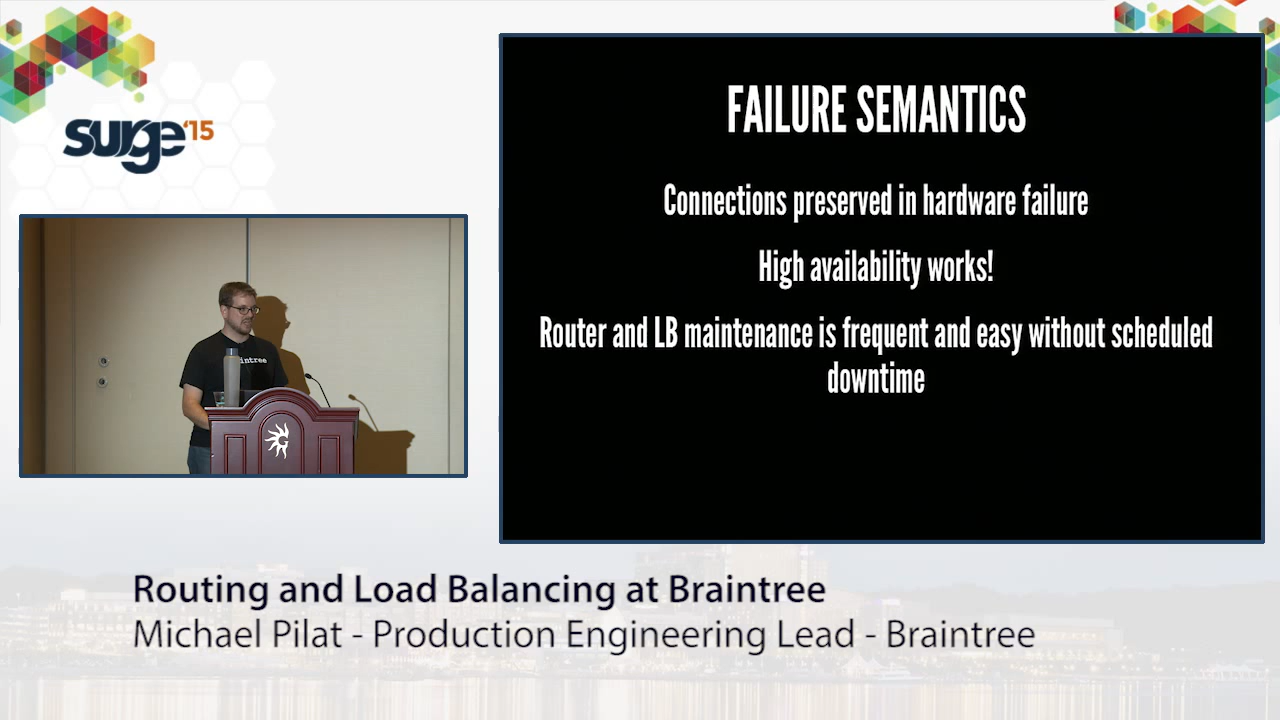 surge '15
FAILURE SEMANTICS
Connections preserved in hardware failure
High availability works!
Router and LB maintenance is frequent and easy without scheduled
downtime
intree
Routing and Load Balancing at Braintree
Michael Pilat - Production Engineering Lead - Braintree